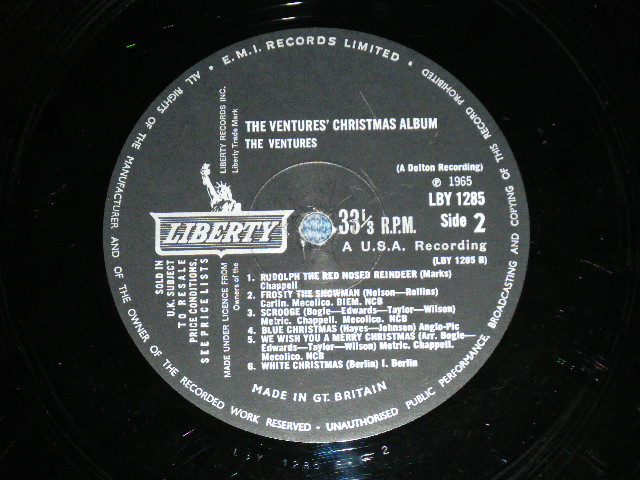 E.M.I. RECORDS LIMITED • ALL RIGHTS OF THE MANUFACTURER AND OF THE OWNER OF THE RECORDED WORK RESERVED - UNAUTHORISED PUBLIC PERFORMANCE, BROADCASTING AND COPYING OF THIS RECORD PROHIBITED
LIBERTY RECORDS INC.
Liberty Trade Mark
THE VENTURES' CHRISTMAS ALBUM
THE VENTURES
(A Dolton Recording)
℗ 1965
LBY 1285
Side 2
33⅓ R.P.M.
A U.S.A. Recording
(LBY 1285 B)
LIBERTY
SOLD IN
U.K. SUBJECT
TO RESALE
PRICE CONDITIONS,
SEE PRICE LISTS
MADE UNDER LICENCE FROM
Owners of the
1. RUDOLPH THE RED NOSED REINDEER (Marks)
Chappell
2. FROSTY THE SNOWMAN (Nelson—Rollins)
Carlin. Mecolico. BIEM. NCB
3. SCROOGE (Bogle—Edwards—Taylor—Wilson)
Metric. Chappell. Mecolico. NCB
4. BLUE CHRISTMAS (Hayes—Johnson) Anglo-Pic
5. WE WISH YOU A MERRY CHRISTMAS (Arr. Bogle—
Edwards—Taylor—Wilson) Metric. Chappell.
Mecolico. NCB
6. WHITE CHRISTMAS (Berlin) I. Berlin
MADE IN GT. BRITAIN